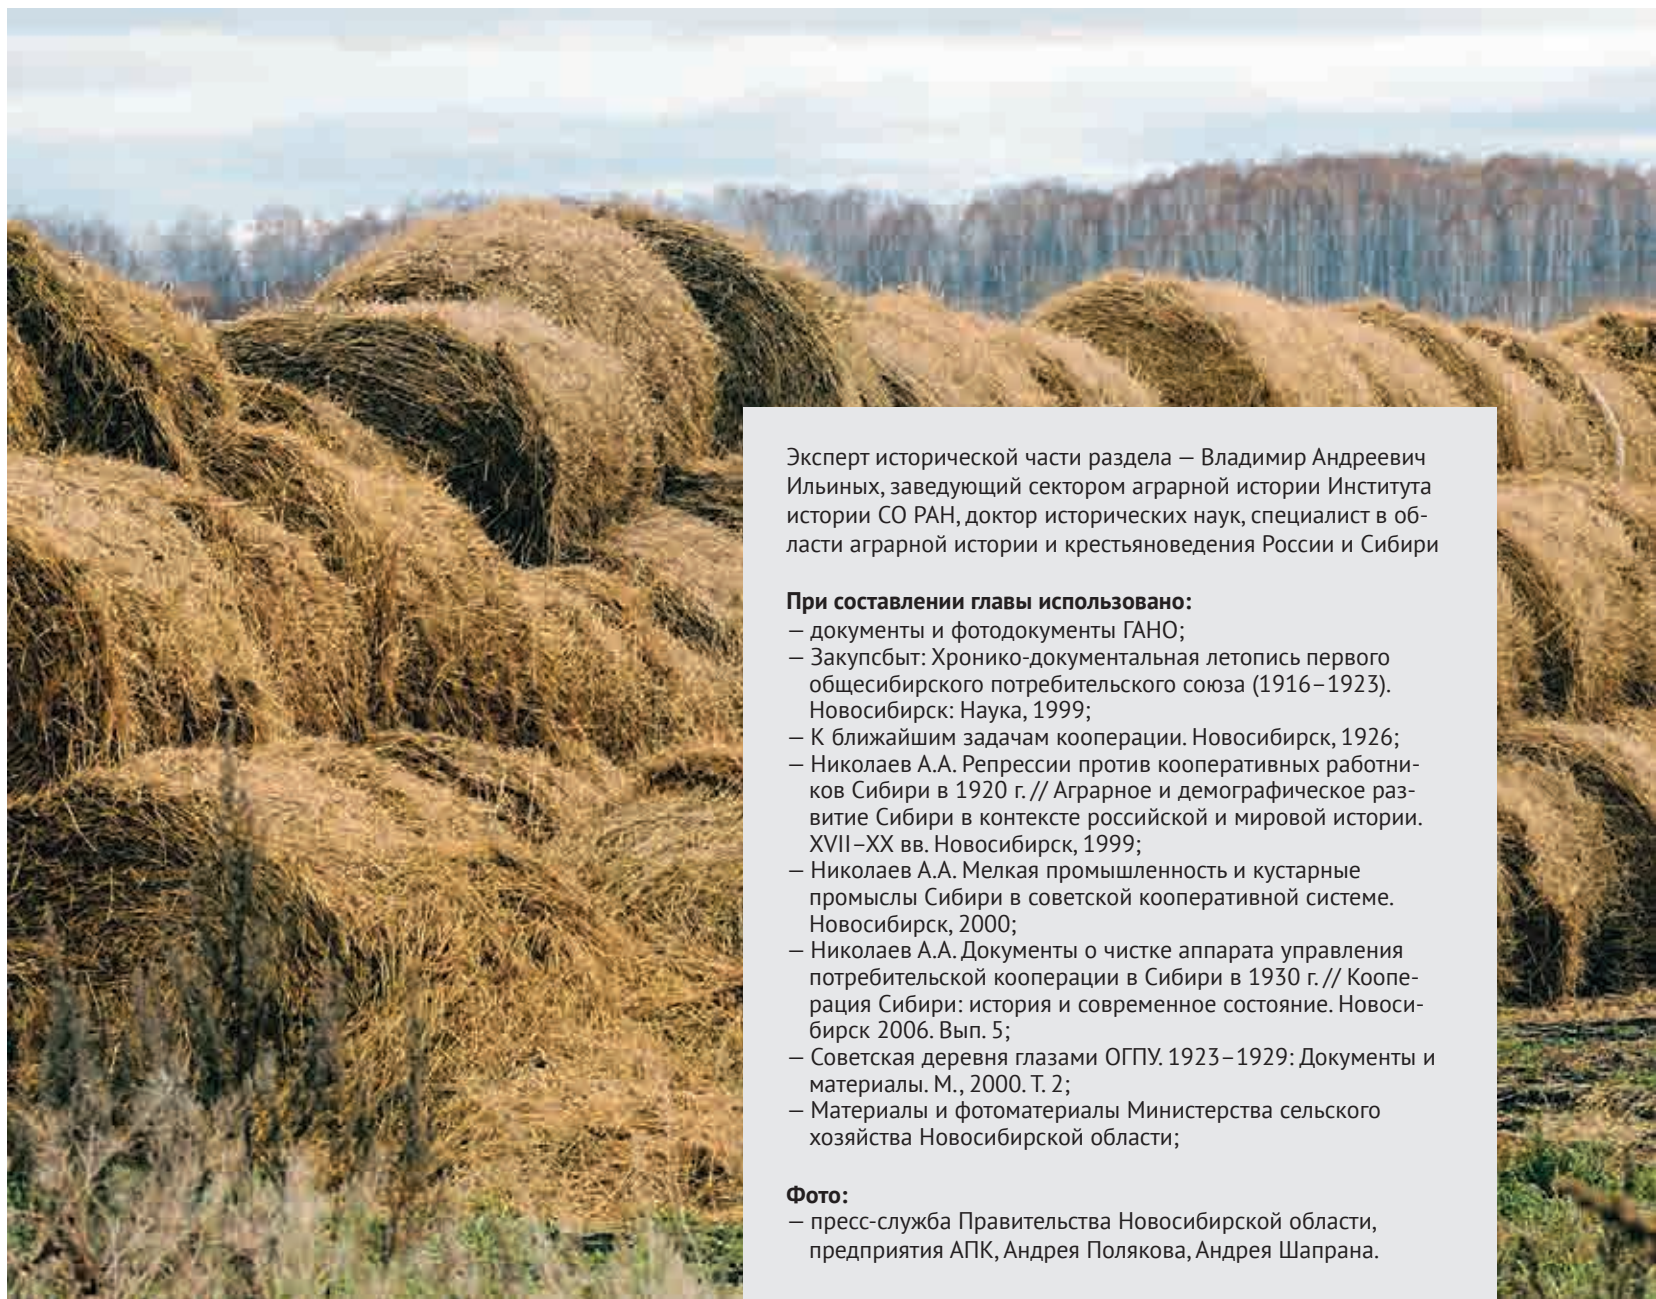 Эксперт исторической части раздела — Владимир Андреевич
Ильиных, заведующий сектором аграрной истории Института
истории СО РАН, доктор исторических наук, специалист в об-
ласти аграрной истории и крестьяноведения России и Сибири
При составлении главы использовано:
— документы и фотодокументы ГАНО;
— Закупсбыт: Хронико-документальная летопись первого
общесибирского потребительского союза (1916–1923).
Новосибирск: Наука, 1999;
— К ближайшим задачам кооперации. Новосибирск, 1926;
— Николаев А.А. Репрессии против кооперативных работни-
ков Сибири в 1920 г. // Аграрное и демографическое раз-
витие Сибири в контексте российской и мировой истории.
XVII–XX вв. Новосибирск, 1999;
— Николаев А.А. Мелкая промышленность и кустарные
промыслы Сибири в советской кооперативной системе.
Новосибирск, 2000;
— Николаев А.А. Документы о чистке аппарата управления
потребительской кооперации в Сибири в 1930 г. // Коопе-
рация Сибири: история и современное состояние. Новоси-
бирск 2006. Вып. 5;
— Советская деревня глазами ОГПУ. 1923–1929: Документы и
материалы. М., 2000. Т. 2;
— Материалы и фотоматериалы Министерства сельского
хозяйства Новосибирской области;
Фото:
— пресс-служба Правительства Новосибирской области,
предприятия АПК, Андрея Полякова, Андрея Шапрана.